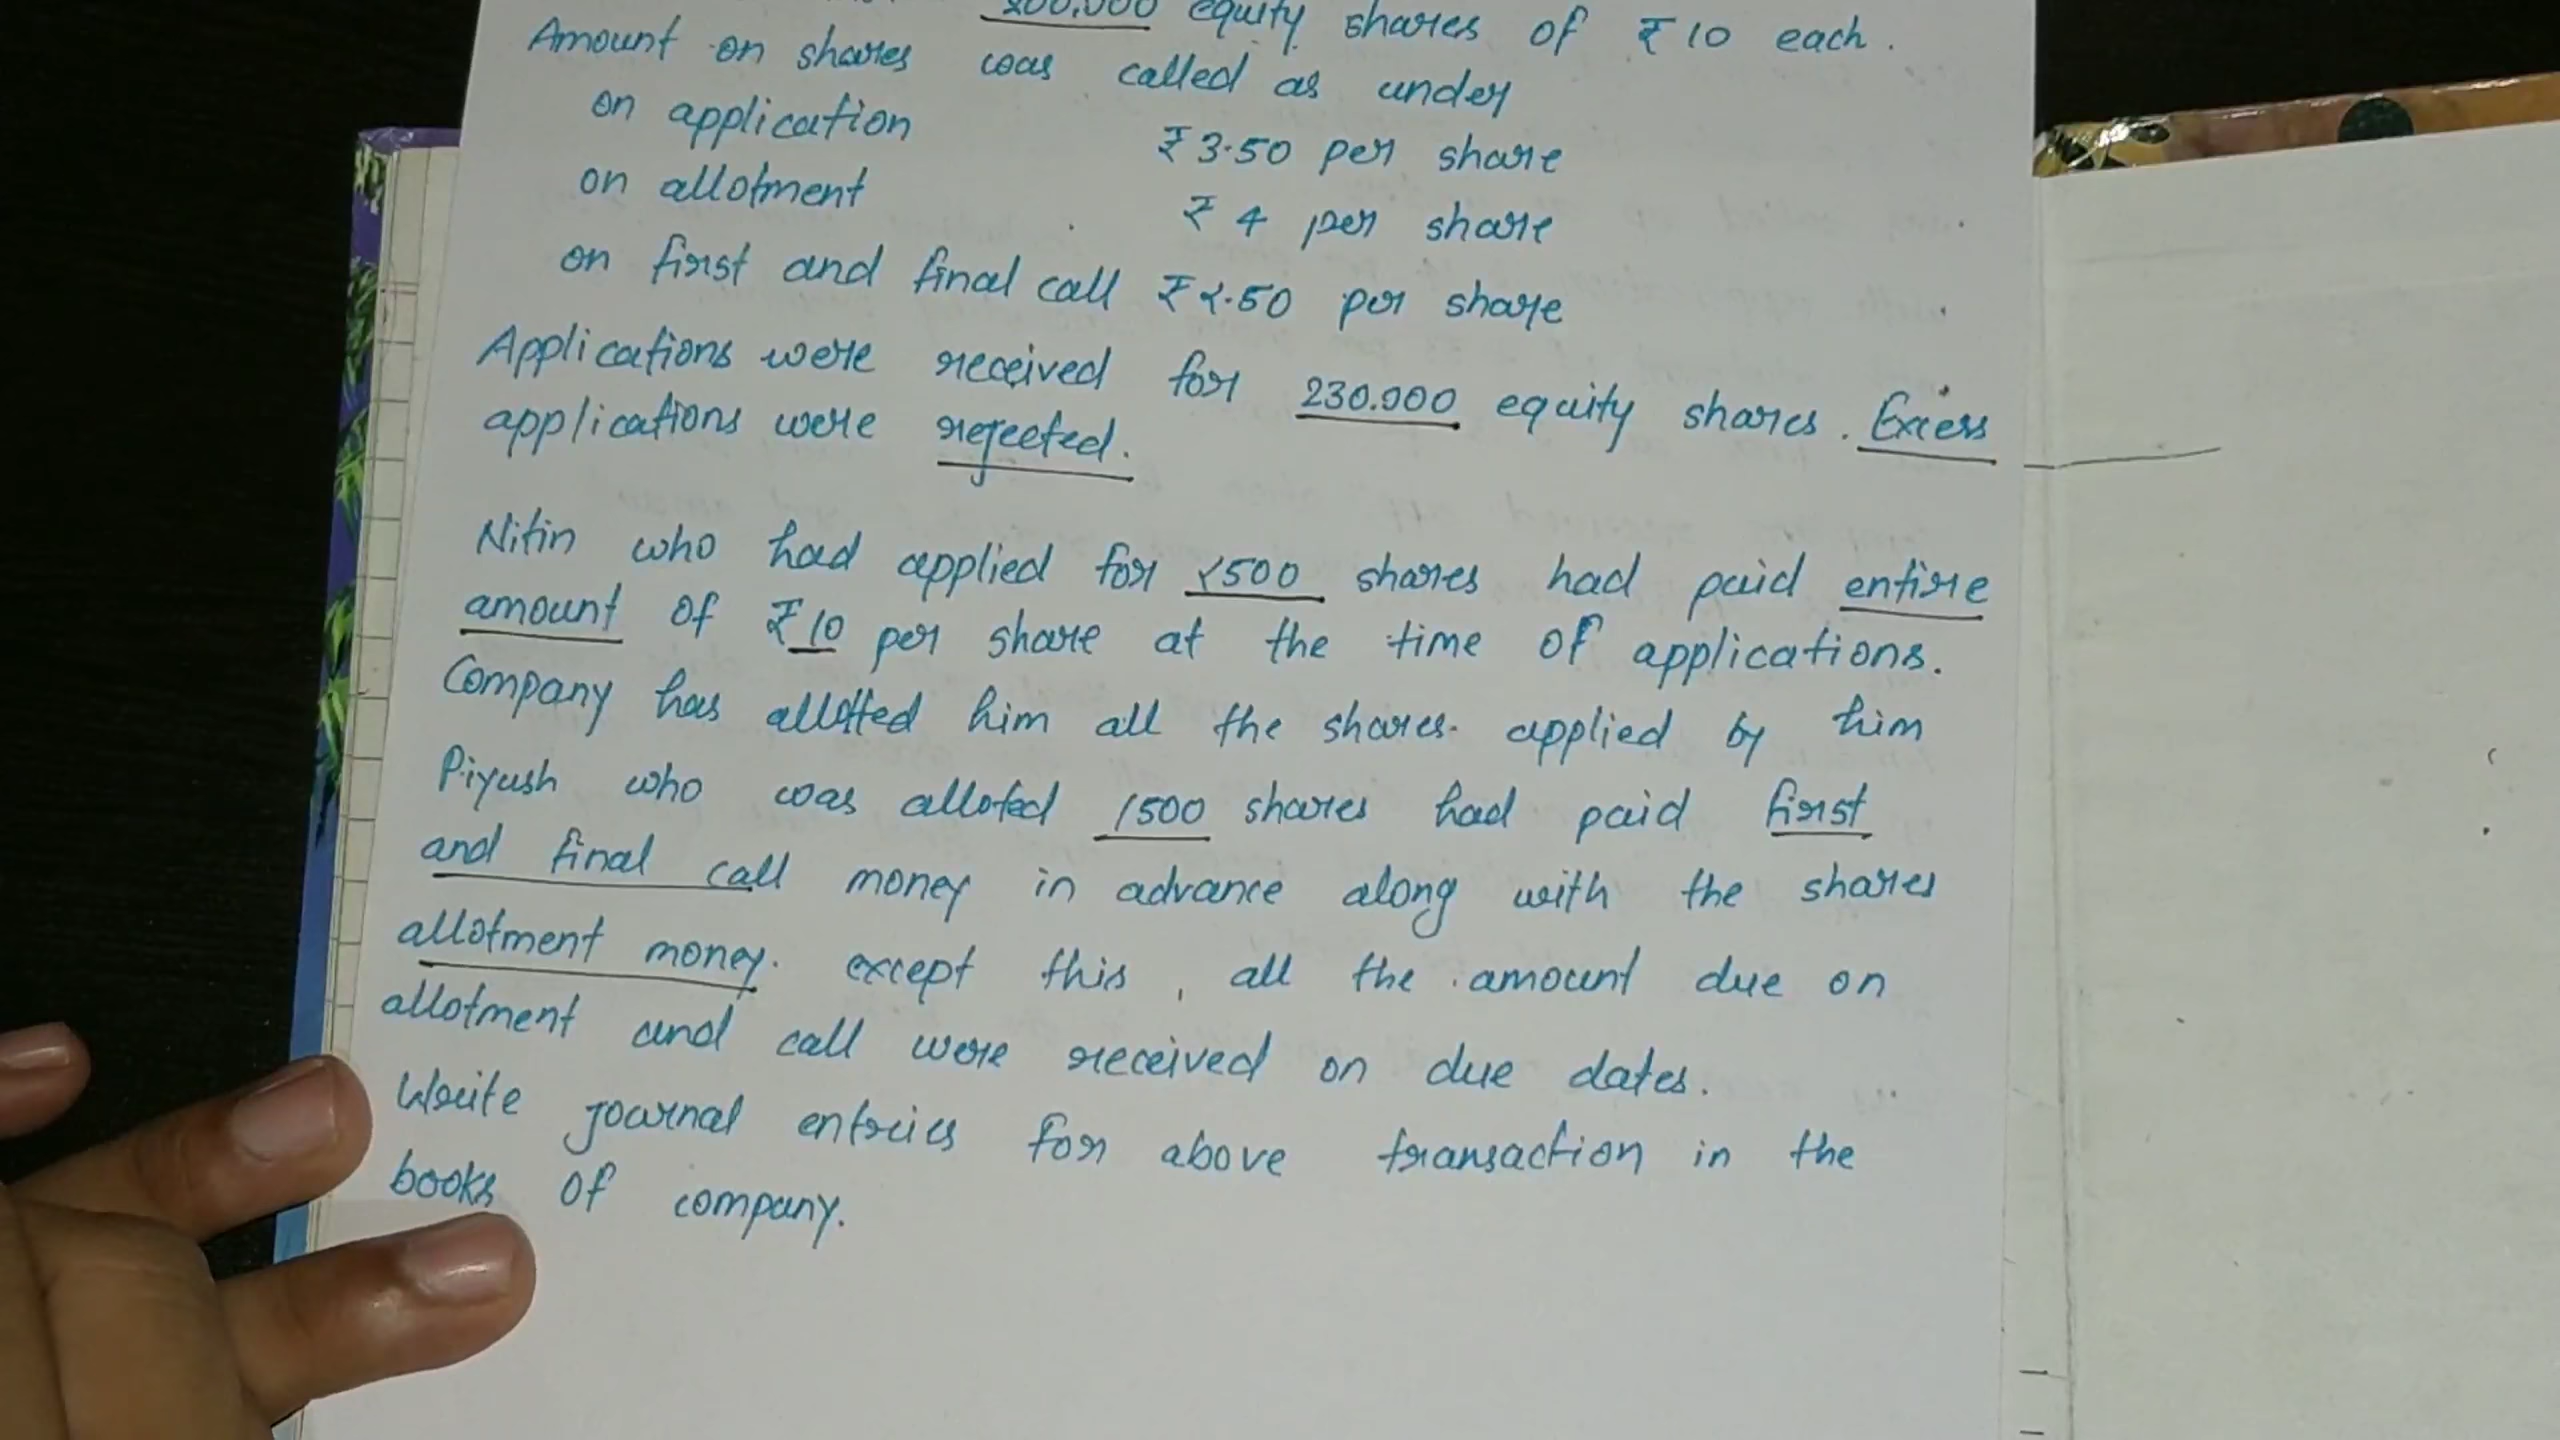 200,000 equity shares of ₹10 each.
Amount on shares was called as under
on application ₹3.50 per share
on allotment ₹4 per share
on first and final call ₹2.50 per share
Applications were received for 230.000 equity shares. Excess
applications were rejected.
Nitin who had applied for 2500 shares had paid entire
amount of ₹10 per share at the time of applications.
Company has allotted him all the shares. applied by him
Piyush who was alloted 1500 shares had paid first
and final call money in advance along with the shares
allotment money. except this, all the amount due on
allotment and call were received on due dates.
Write journal entries for above transaction in the
books of company.